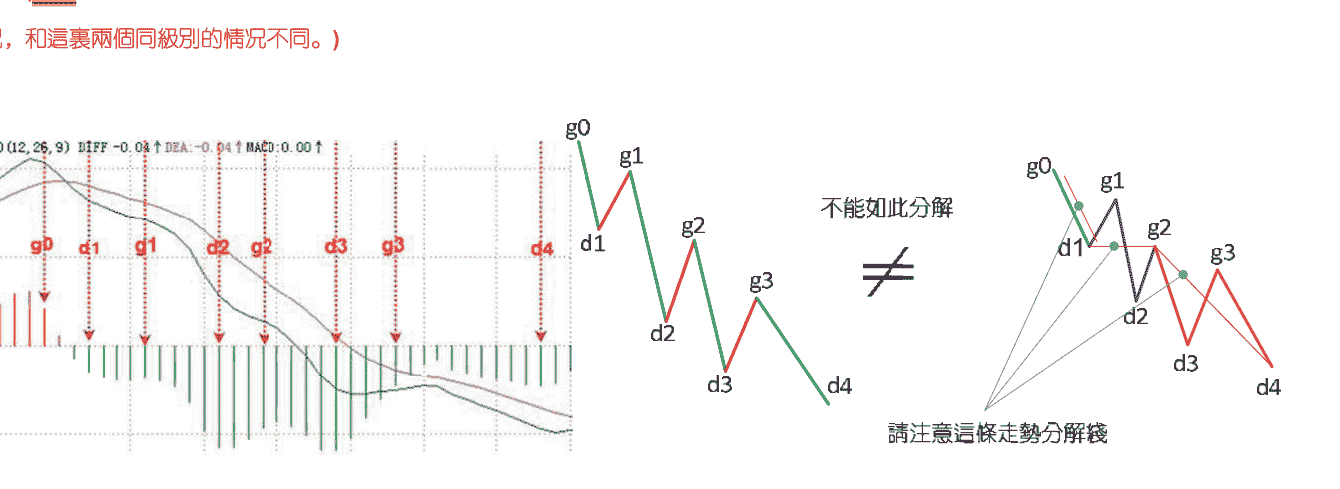 ，和這裏兩個同級別的情況不同。)
(12,26,9) DIFF -0.04↑ DEA:-0.04↑ MACD:0.00↑
g0 d1 g1 d2 g2 d3 g3 d4
g0
g1
g2
g3
d1
d2
d3
d4
不能如此分解
≠
g0
g1
g2
g3
d1
d2
d3
d4
請注意這條走勢分解綫